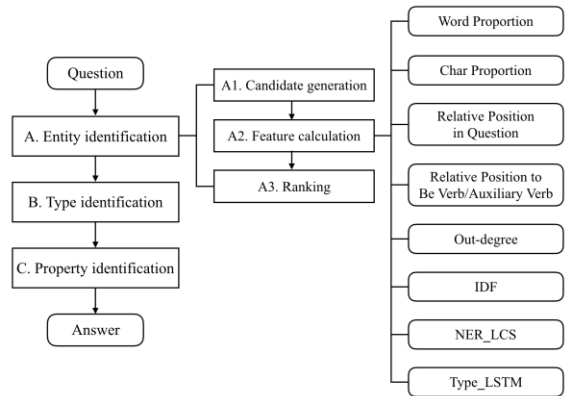 Question
A. Entity identification
B. Type identification
C. Property identification
Answer
A1. Candidate generation
A2. Feature calculation
A3. Ranking
Word Proportion
Char Proportion
Relative Position
in Question
Relative Position to
Be Verb/Auxiliary Verb
Out-degree
IDF
NER_LCS
Type_LSTM